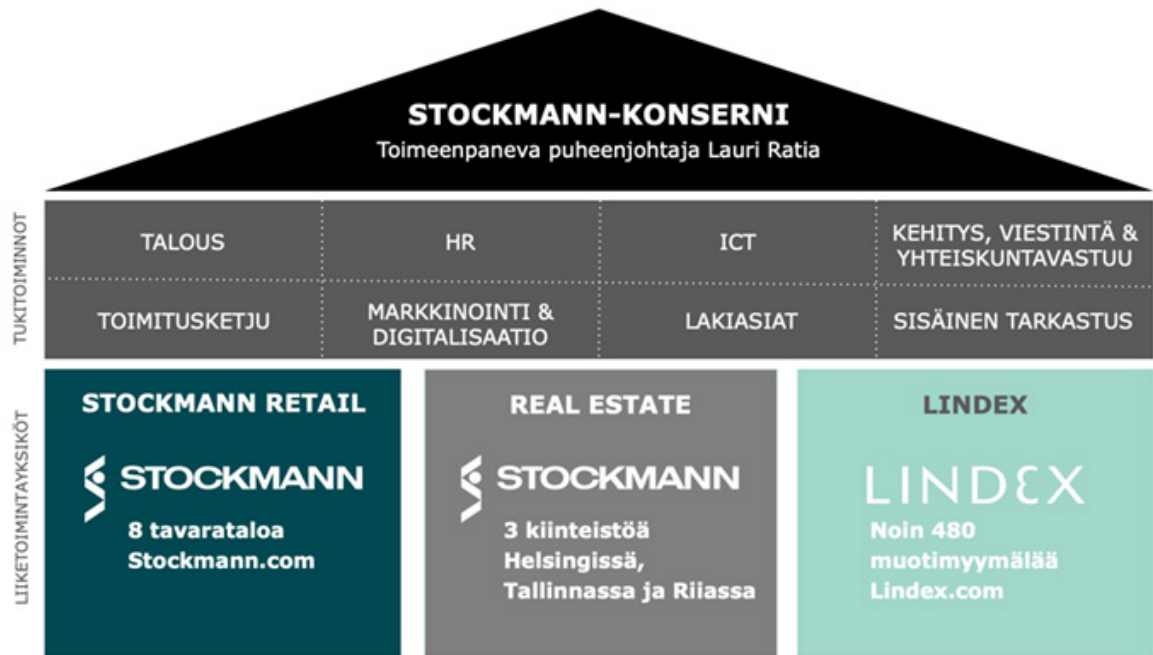 STOCKMANN-KONSERNI
Toimeenpaneva puheenjohtaja Lauri Ratia
TUKITOIMINNOT
TALOUS
HR
ICT
KEHITYS, VIESTINTÄ &
YHTEISKUNTAVASTUU
TOIMITUSKETJU
MARKKINOINTI &
DIGITALISAATIO
LAKIASIAT
SISÄINEN TARKASTUS
LIIKETOIMINTAYKSIKÖT
STOCKMANN RETAIL
STOCKMANN
8 tavarataloa
Stockmann.com
REAL ESTATE
STOCKMANN
3 kiinteistöä
Helsingissä,
Tallinnassa ja Riiassa
LINDEX
LINDEX
Noin 480
muotimyymälää
Lindex.com